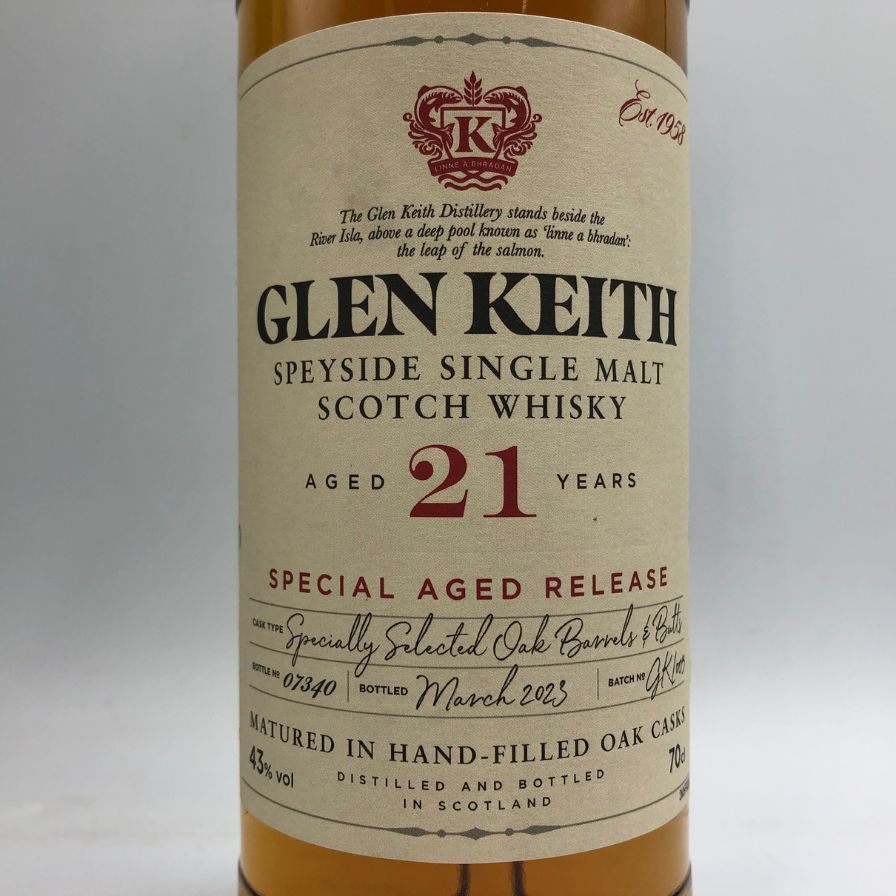 K
LINNE A BHRADAN
Est. 1958
The Glen Keith Distillery stands beside the
River Isla, above a deep pool known as 'linne a bhradan':
the leap of the salmon.
GLEN KEITH
SPEYSIDE SINGLE MALT
SCOTCH WHISKY
AGED 21 YEARS
SPECIAL AGED RELEASE
CASK TYPE Specially Selected Oak Barrels & Butts
BOTTLE Nº 07340 BOTTLED March 2023 BATCH Nº
MATURED IN HAND-FILLED OAK CASKS
43% vol DISTILLED AND BOTTLED 70cl
IN SCOTLAND